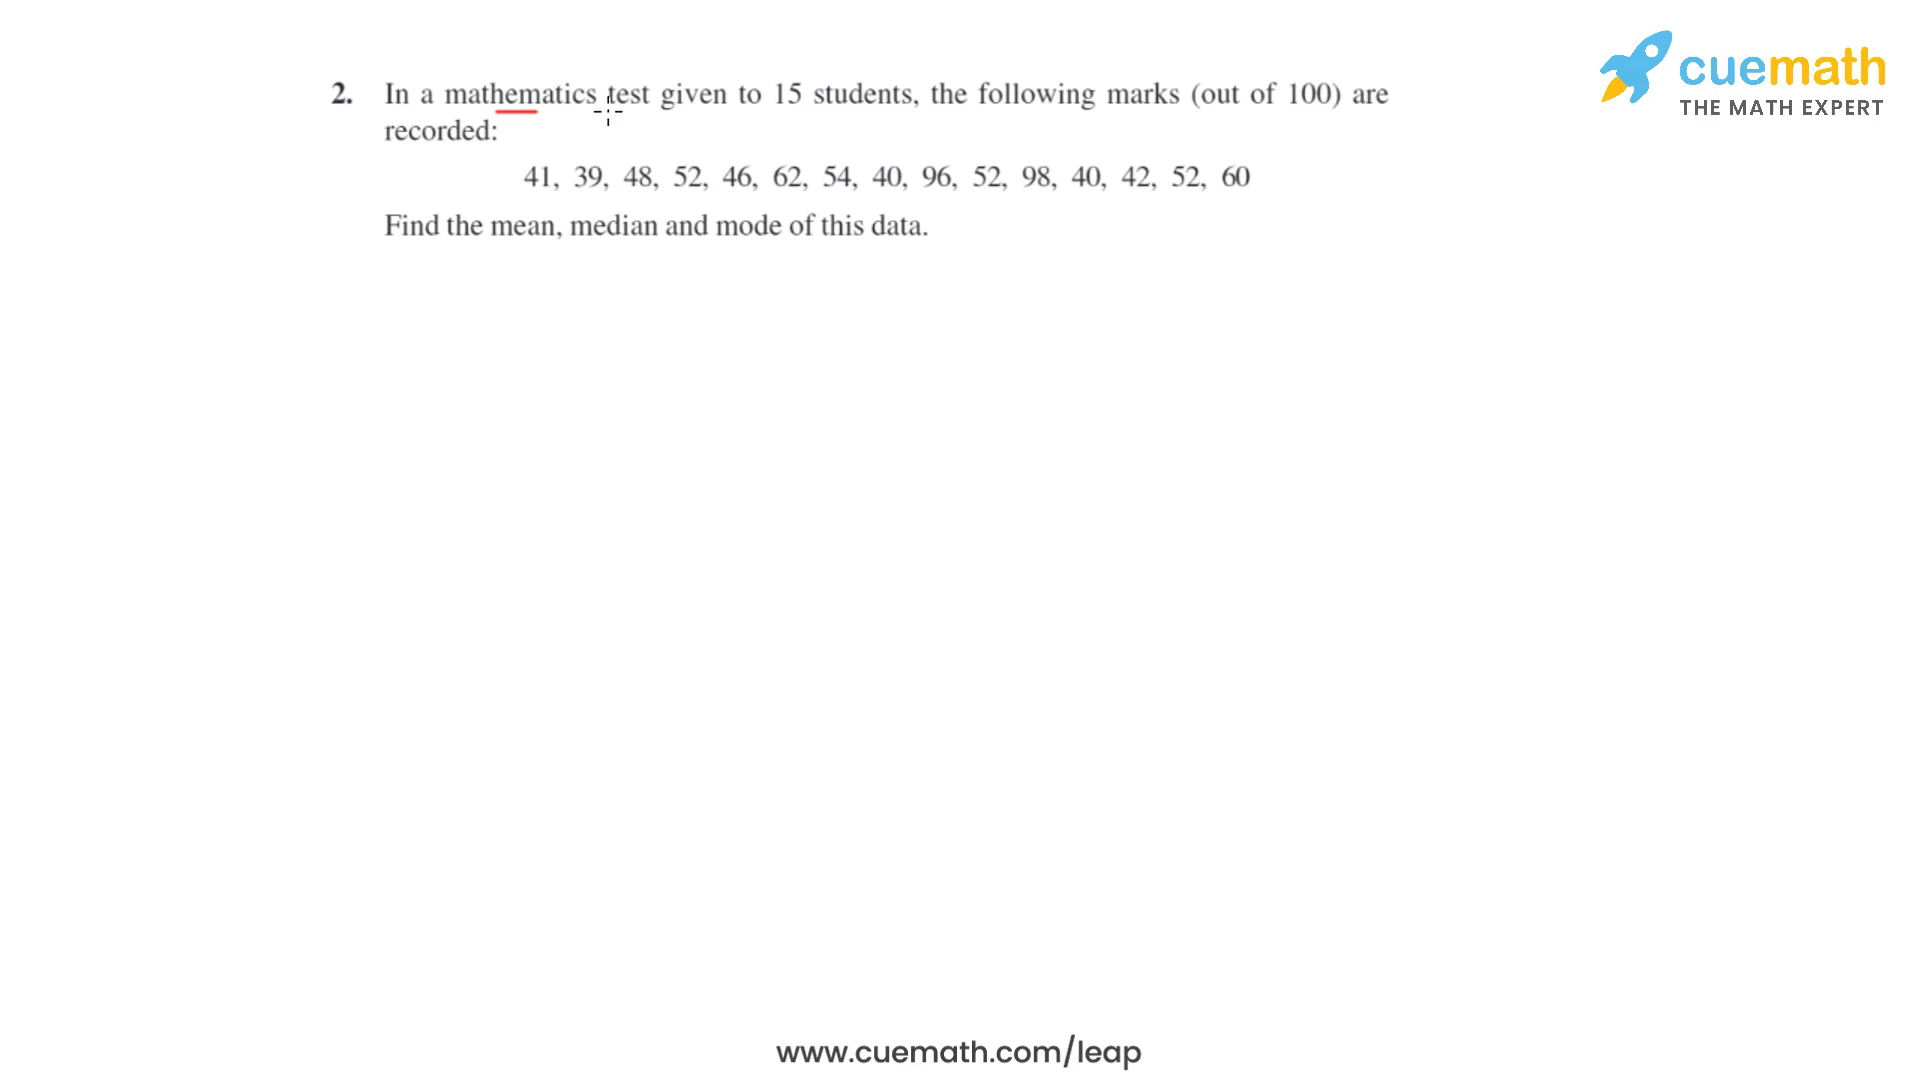 cuemath
THE MATH EXPERT
2. In a mathematics test given to 15 students, the following marks (out of 100) are
recorded:
41, 39, 48, 52, 46, 62, 54, 40, 96, 52, 98, 40, 42, 52, 60
Find the mean, median and mode of this data.
www.cuemath.com/leap